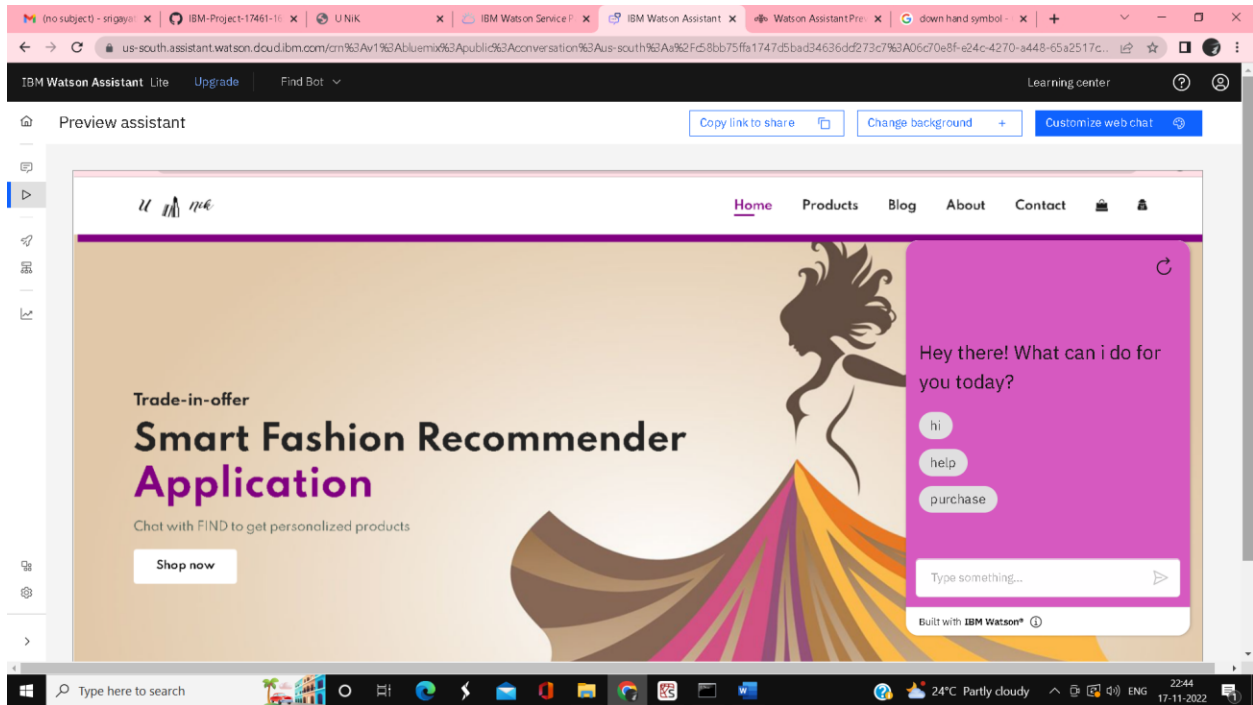 (no subject) - srigayat
IBM-Project-17461-16
U NiK
IBM Watson Service P
IBM Watson Assistant
Watson Assistant Prev
down hand symbol -
IBM Watson Assistant Lite
Upgrade
Find Bot
Learning center
Preview assistant
Copy link to share
Change background +
Customize web chat
U nik
Home
Products
Blog
About
Contact
Hey there! What can i do for
you today?
hi
help
purchase
Trade-in-offer
Smart Fashion Recommender
Application
Chat with FIND to get personalized products
Shop now
Type something...
Built with IBM Watson®
Type here to search
24°C Partly cloudy
ENG
22:44
17-11-2022
1